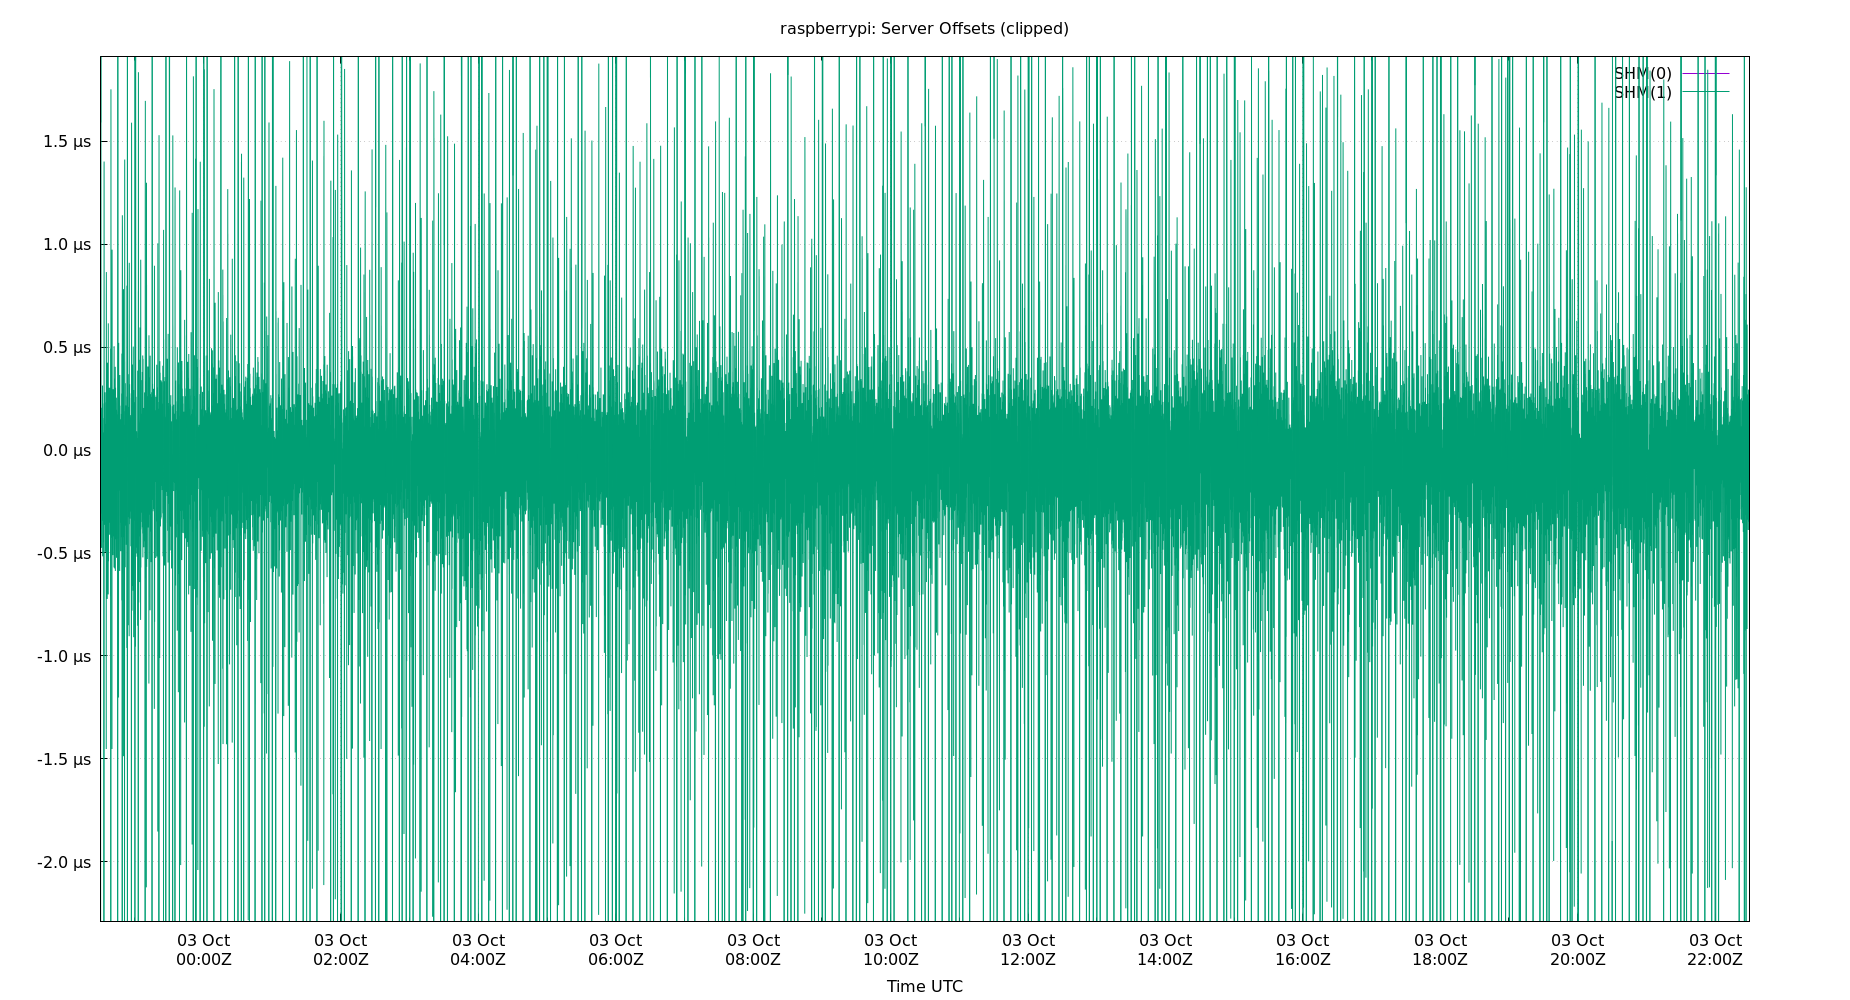 raspberrypi: Server Offsets (clipped)
SHM(0)
SHM(1)
1.5 µs
1.0 µs
0.5 µs
0.0 µs
-0.5 µs
-1.0 µs
-1.5 µs
-2.0 µs
03 Oct 03 Oct 03 Oct 03 Oct 03 Oct 03 Oct 03 Oct 03 Oct 03 Oct 03 Oct 03 Oct 03 Oct
00:00Z 02:00Z 04:00Z 06:00Z 08:00Z 10:00Z 12:00Z 14:00Z 16:00Z 18:00Z 20:00Z 22:00Z
Time UTC